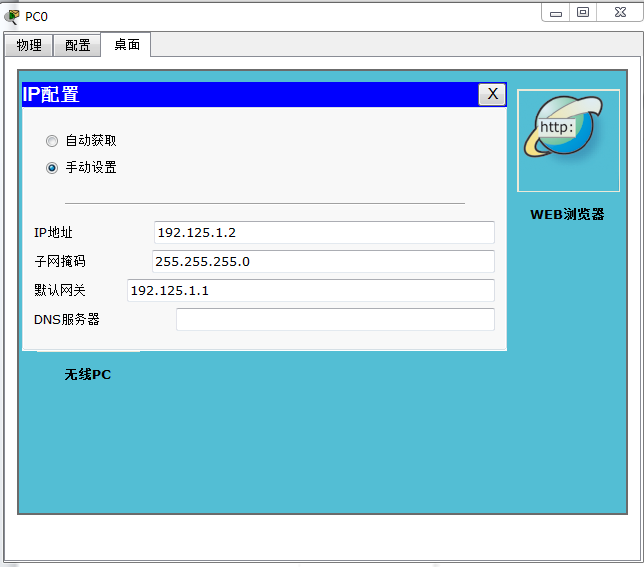 PC0
物理 配置 桌面
IP配置 X
http:
自动获取
手动设置
WEB浏览器
IP地址 192.125.1.2
子网掩码 255.255.255.0
默认网关 192.125.1.1
DNS服务器
无线PC